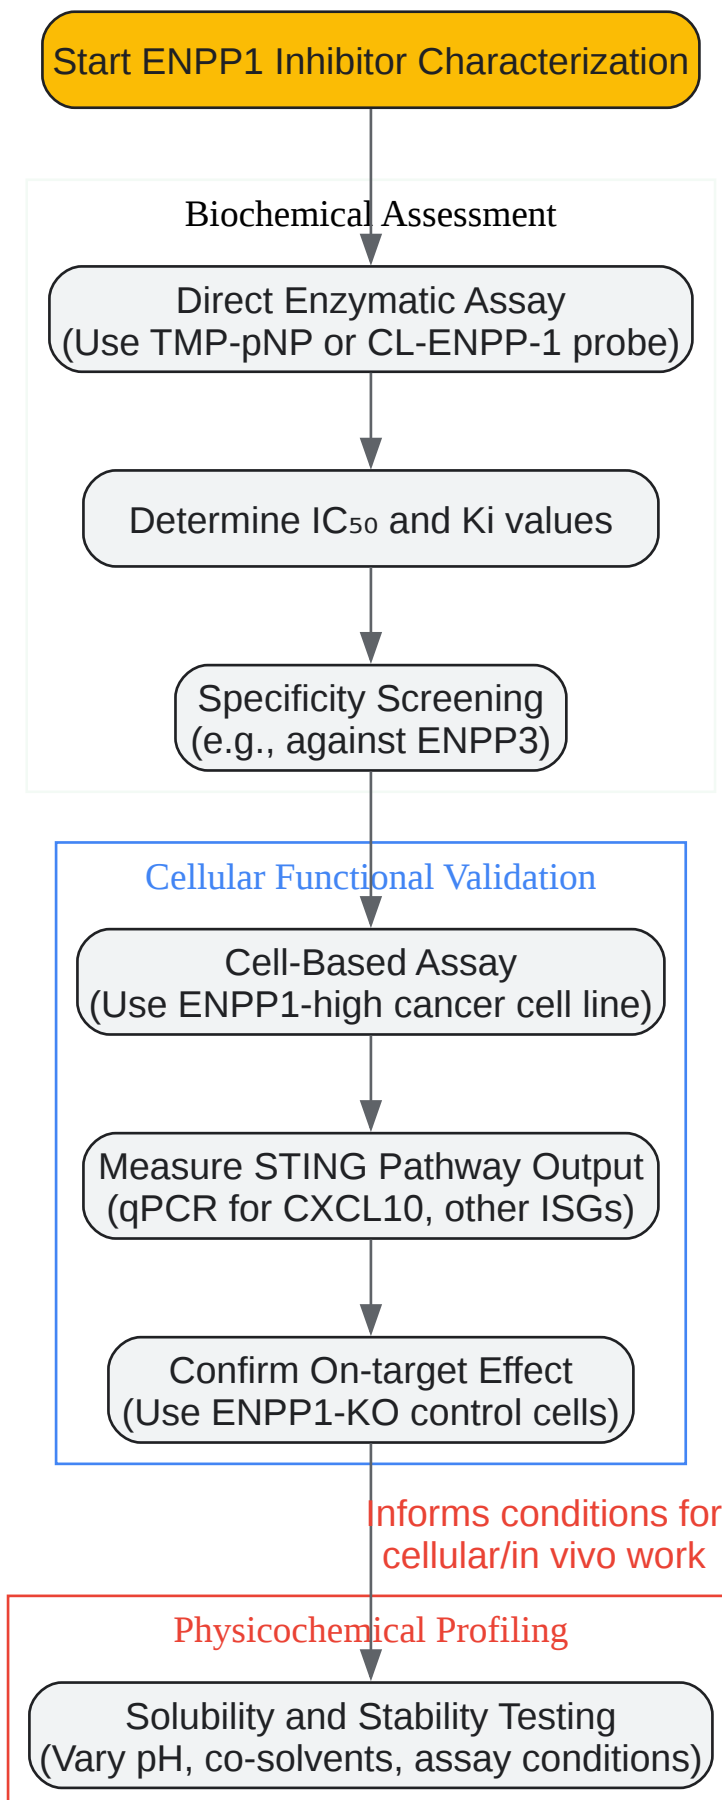 Start ENPP1 Inhibitor Characterization
Biochemical Assessment
Direct Enzymatic Assay
(Use TMP-pNP or CL-ENPP-1 probe)
Determine IC₅₀ and Ki values
Specificity Screening
(e.g., against ENPP3)
Cellular Functional Validation
Cell-Based Assay
(Use ENPP1-high cancer cell line)
Measure STING Pathway Output
(qPCR for CXCL10, other ISGs)
Confirm On-target Effect
(Use ENPP1-KO control cells)
Informs conditions for
cellular/in vivo work
Physicochemical Profiling
Solubility and Stability Testing
(Vary pH, co-solvents, assay conditions)